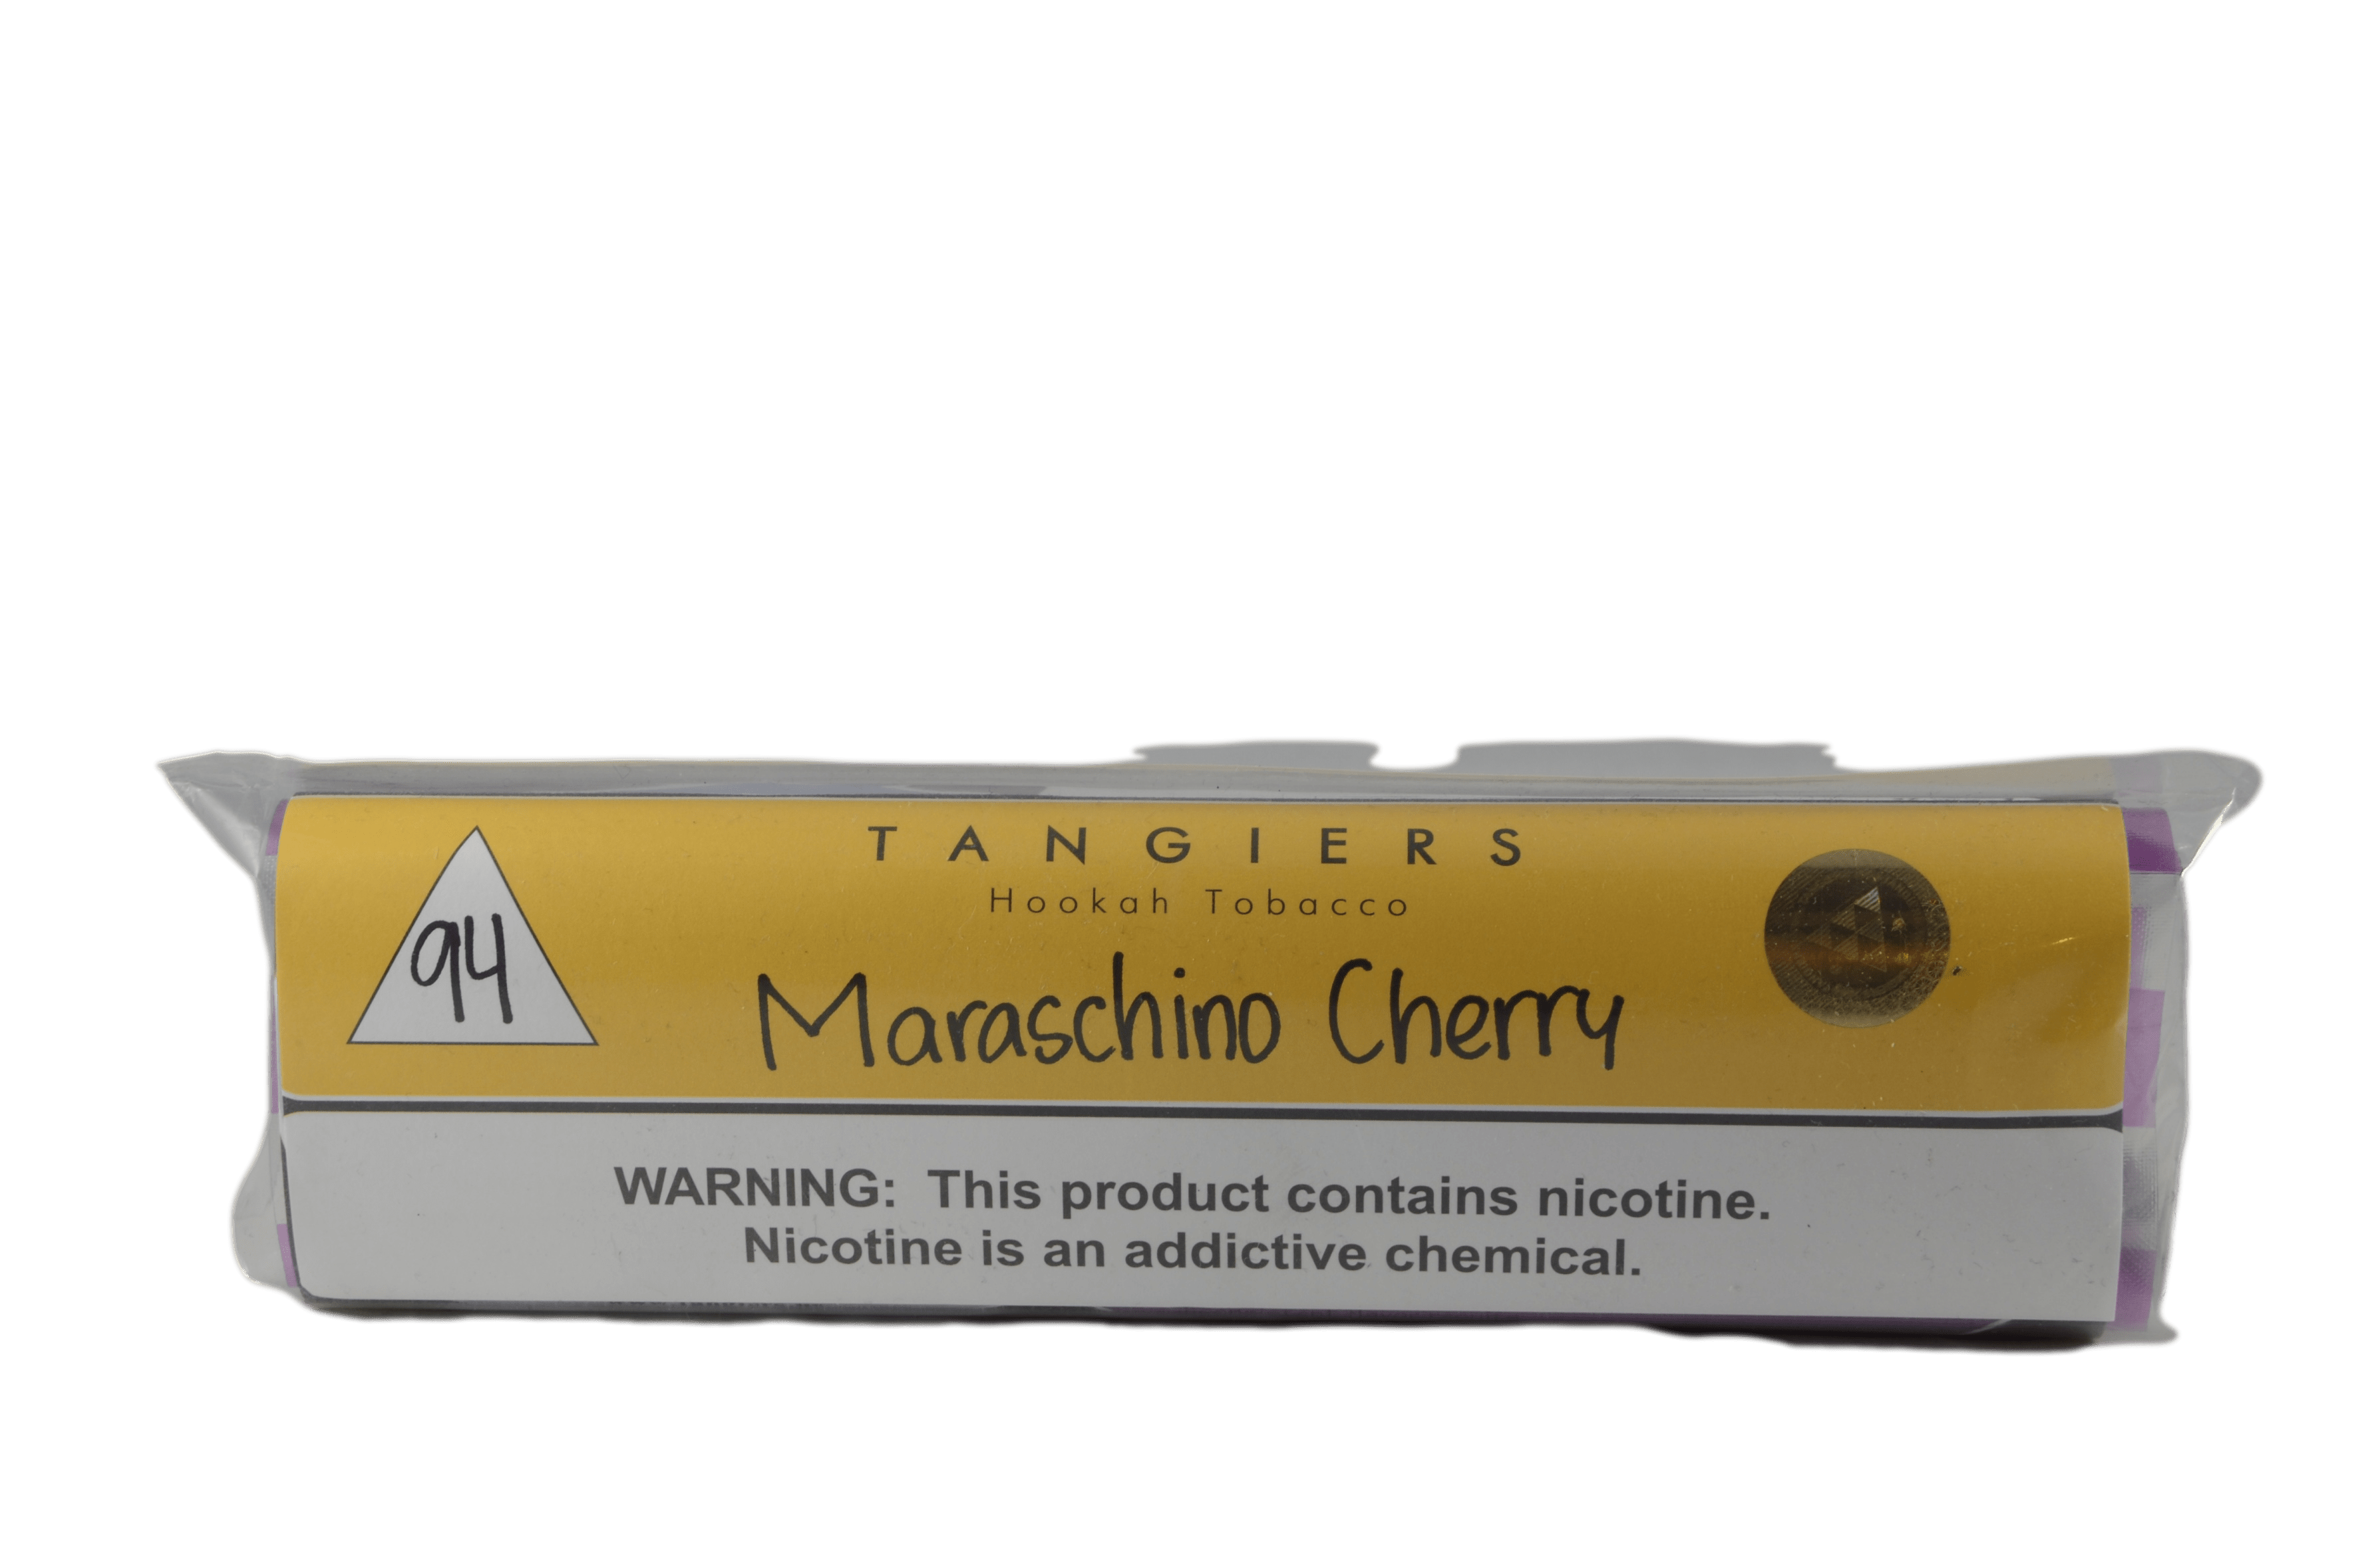 TANGIERS
Hookah Tobacco
94
Maraschino Cherry
WARNING: This product contains nicotine.
Nicotine is an addictive chemical.